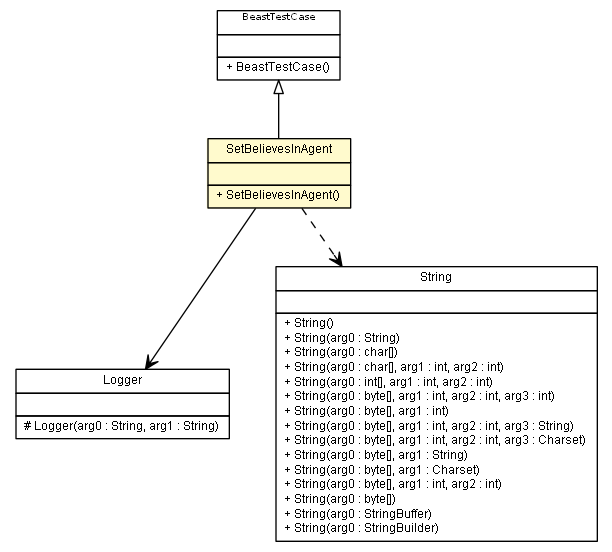 BeastTestCase
+ BeastTestCase()
SetBelievesInAgent
+ SetBelievesInAgent()
String
+ String()
+ String(arg0 : String)
+ String(arg0 : char[])
+ String(arg0 : char[], arg1 : int, arg2 : int)
+ String(arg0 : int[], arg1 : int, arg2 : int)
+ String(arg0 : byte[], arg1 : int, arg2 : int, arg3 : int)
+ String(arg0 : byte[], arg1 : int)
+ String(arg0 : byte[], arg1 : int, arg2 : int, arg3 : String)
+ String(arg0 : byte[], arg1 : int, arg2 : int, arg3 : Charset)
+ String(arg0 : byte[], arg1 : String)
+ String(arg0 : byte[], arg1 : Charset)
+ String(arg0 : byte[], arg1 : int, arg2 : int)
+ String(arg0 : byte[])
+ String(arg0 : StringBuffer)
+ String(arg0 : StringBuilder)
Logger
# Logger(arg0 : String, arg1 : String)